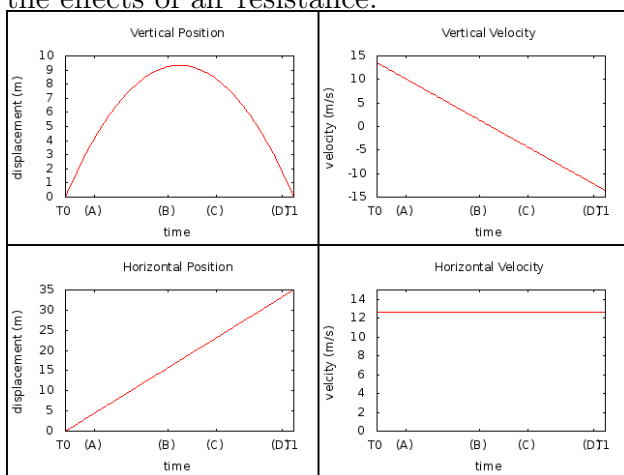 the effects of air resistance.
Vertical Position
displacement (m)
10
9
8
7
6
5
4
3
2
1
0
T0 (A) (B) (C) (D) T1
time
Vertical Velocity
velocity (m/s)
15
10
5
0
-5
-10
-15
T0 (A) (B) (C) (D) T1
time
Horizontal Position
displacement (m)
35
30
25
20
15
10
5
0
T0 (A) (B) (C) (D) T1
time
Horizontal Velocity
velcity (m/s)
14
12
10
8
6
4
2
0
T0 (A) (B) (C) (D) T1
time